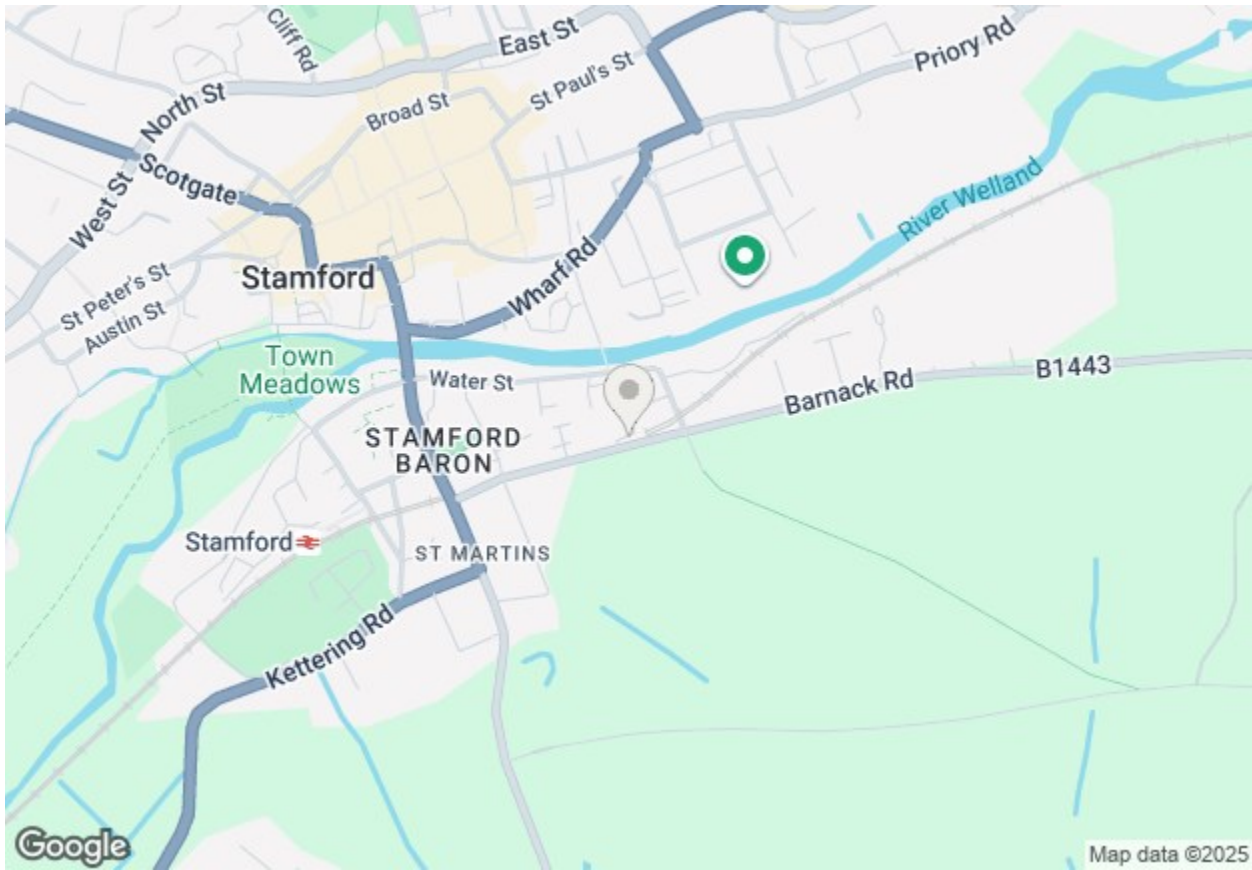 Cliff Rd
East St
Priory Rd
North St
Broad St
St Paul's St
Scotgate
West St
River Welland
Stamford
Wharf Rd
St Peter's St
Austin St
Town
Meadows
Water St
Barnack Rd
B1443
STAMFORD
BARON
Stamford
ST MARTINS
Kettering Rd
Google
Map data ©2025